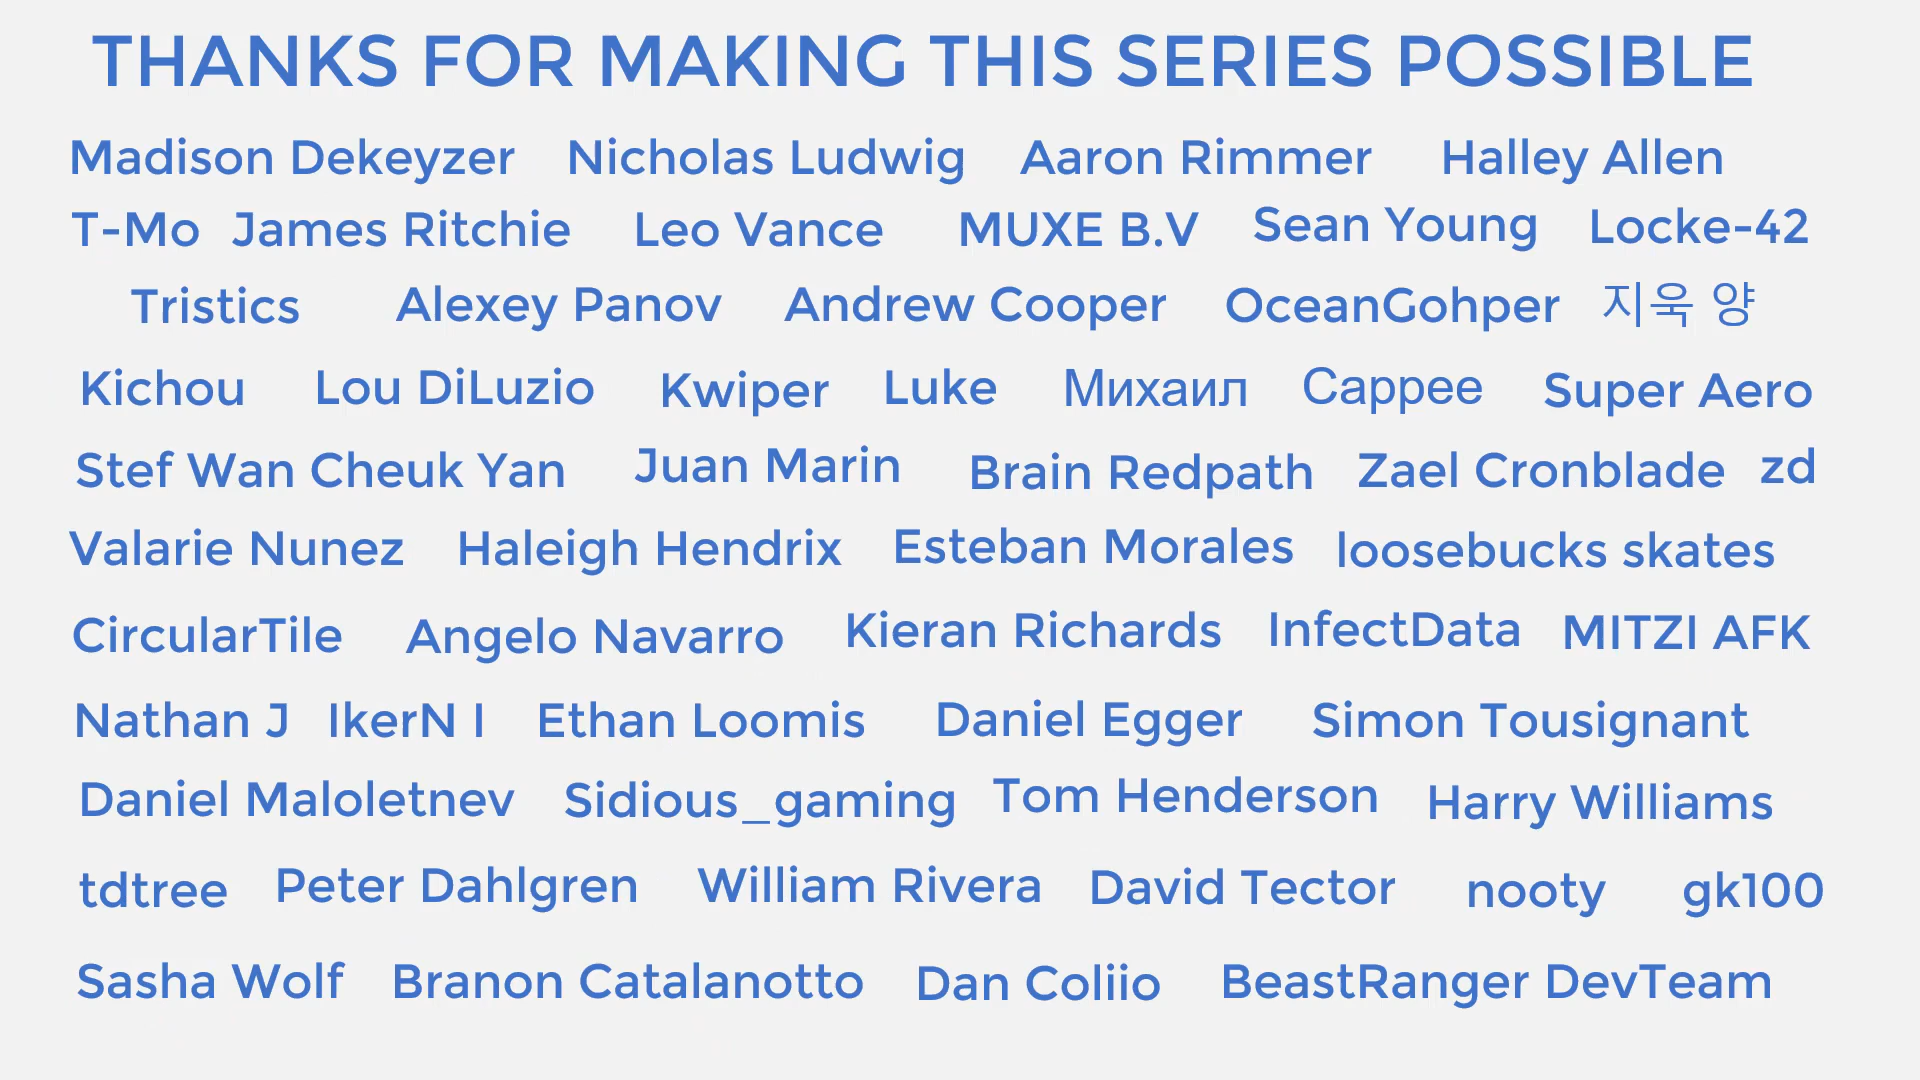 THANKS FOR MAKING THIS SERIES POSSIBLE
Madison Dekeyzer Nicholas Ludwig Aaron Rimmer Halley Allen
T-Mo James Ritchie Leo Vance MUXE B.V Sean Young Locke-42
Tristics Alexey Panov Andrew Cooper OceanGohper 지욱 양
Kichou Lou DiLuzio Kwiper Luke Михаил Саррее Super Aero
Stef Wan Cheuk Yan Juan Marin Brain Redpath Zael Cronblade zd
Valarie Nunez Haleigh Hendrix Esteban Morales loosebucks skates
CircularTile Angelo Navarro Kieran Richards InfectData MITZI AFK
Nathan J IkerN I Ethan Loomis Daniel Egger Simon Tousignant
Daniel Maloletnev Sidious_gaming Tom Henderson Harry Williams
tdtree Peter Dahlgren William Rivera David Tector nooty gk100
Sasha Wolf Branon Catalanotto Dan Coliio BeastRanger DevTeam